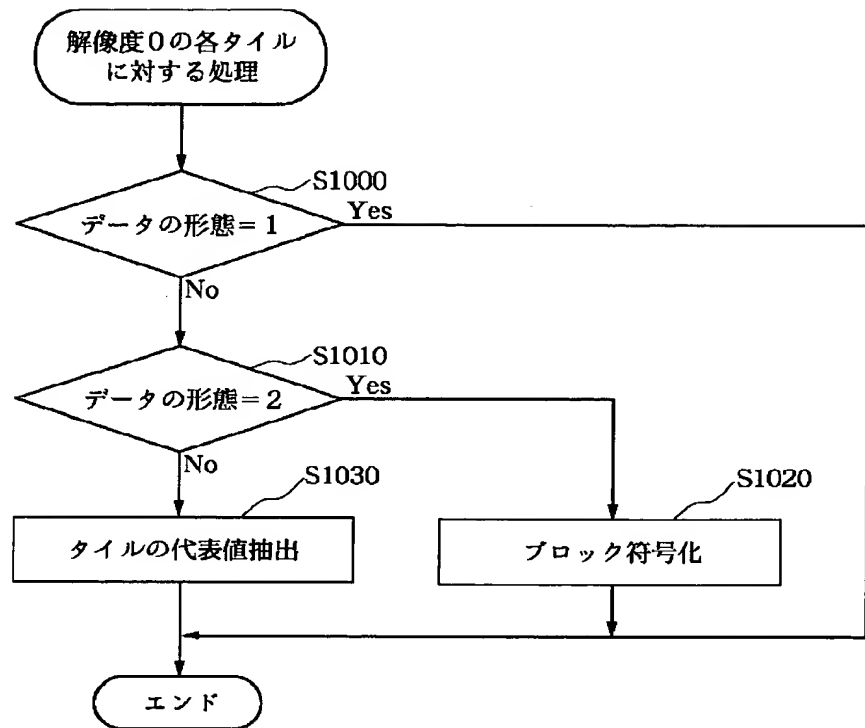 解像度0の各タイル
に対する処理
S1000
データの形態=1
Yes
No
S1010
データの形態=2
Yes
No
S1030
タイルの代表値抽出
S1020
ブロック符号化
エンド